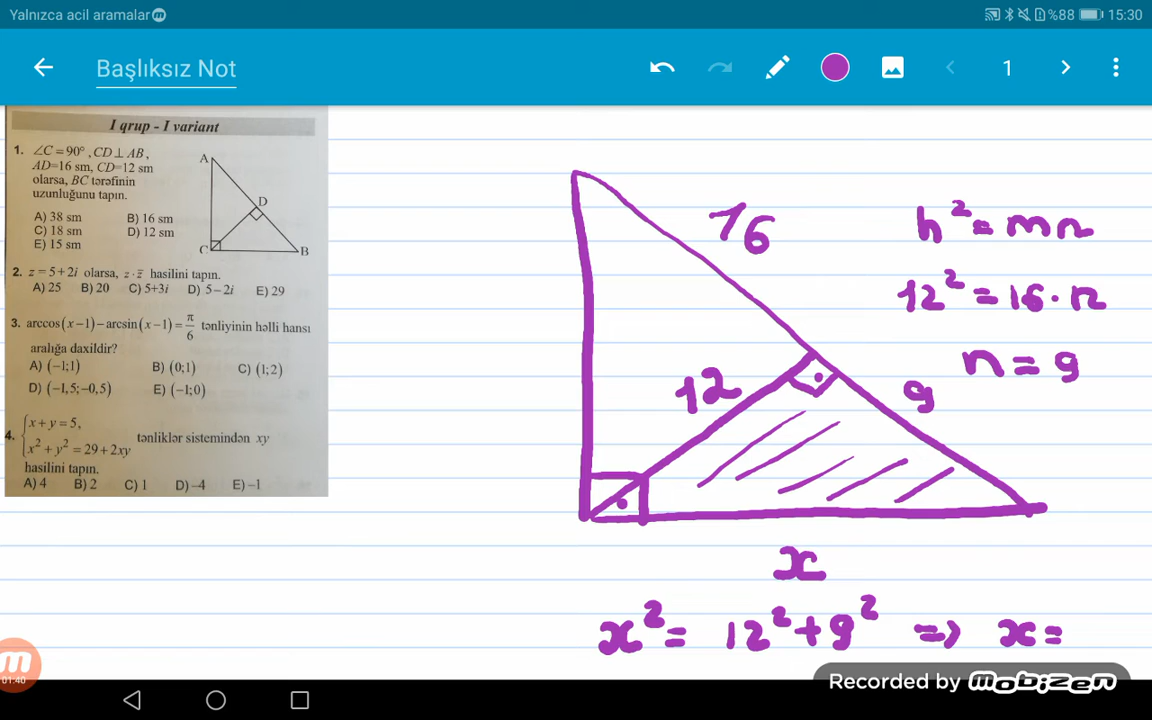 Yalnızca acil aramalar
%88 15:30
Başlıksız Not
1
I qrup - I variant
1. ∠C = 90°, CD ⊥ AB,
AD=16 sm, CD=12 sm
olarsa, BC tərəfinin
uzunluğunu tapın.
A) 38 sm B) 16 sm
C) 18 sm D) 12 sm
E) 15 sm
A
D
C
B
2. z = 5 + 2i olarsa, z · z̅ hasilini tapın.
A) 25 B) 20 C) 5+3i D) 5−2i E) 29
3. arccos(x−1)−arcsin(x−1) = π/6 tənliyinin həlli hansı
aralığa daxildir?
A) (−1;1) B) (0;1) C) (1;2)
D) (−1,5;−0,5) E) (−1;0)
4. { x + y = 5,
x² + y² = 29 + 2xy tənliklər sistemindən xy
hasilini tapın.
A) 4 B) 2 C) 1 D) −4 E) −1
16
12
9
x
h² = mn
12² = 16 · n
n = 9
x² = 12² + 9² ⇒ x =
01:40
Recorded by mobizen